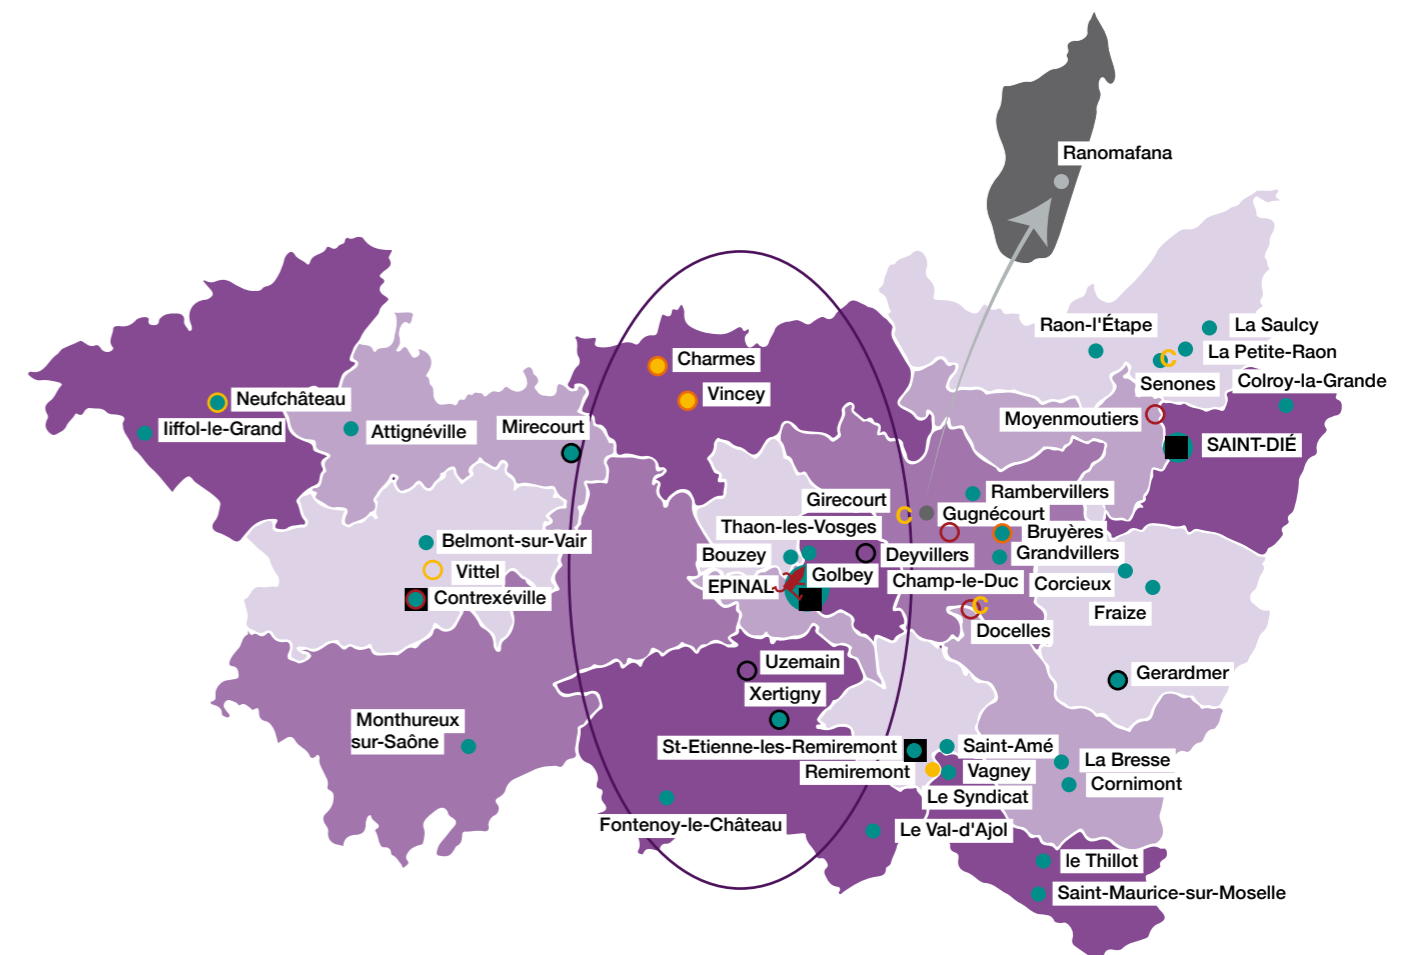 Ranomafana
Raon-l'Étape
La Saulcy
La Petite-Raon
Senones
Colroy-la-Grande
Charmes
Vincey
Neufchâteau
liffol-le-Grand
Attignéville
Mirecourt
Moyenmoutiers
SAINT-DIÉ
C
Girecourt
C
Rambervillers
Gugnécourt
Thaon-les-Vosges
Bruyères
Belmont-sur-Vair
Bouzey
Deyvillers
Grandvillers
Vittel
EPINAL
Golbey
Champ-le-Duc
Corcieux
Contrexéville
C
Fraize
Docelles
Uzemain
Gerardmer
Xertigny
Monthureux
sur-Saône
St-Etienne-les-Remiremont
Saint-Amé
La Bresse
Remiremont
Vagney
Cornimont
Le Syndicat
Fontenoy-le-Château
Le Val-d'Ajol
le Thillot
Saint-Maurice-sur-Moselle